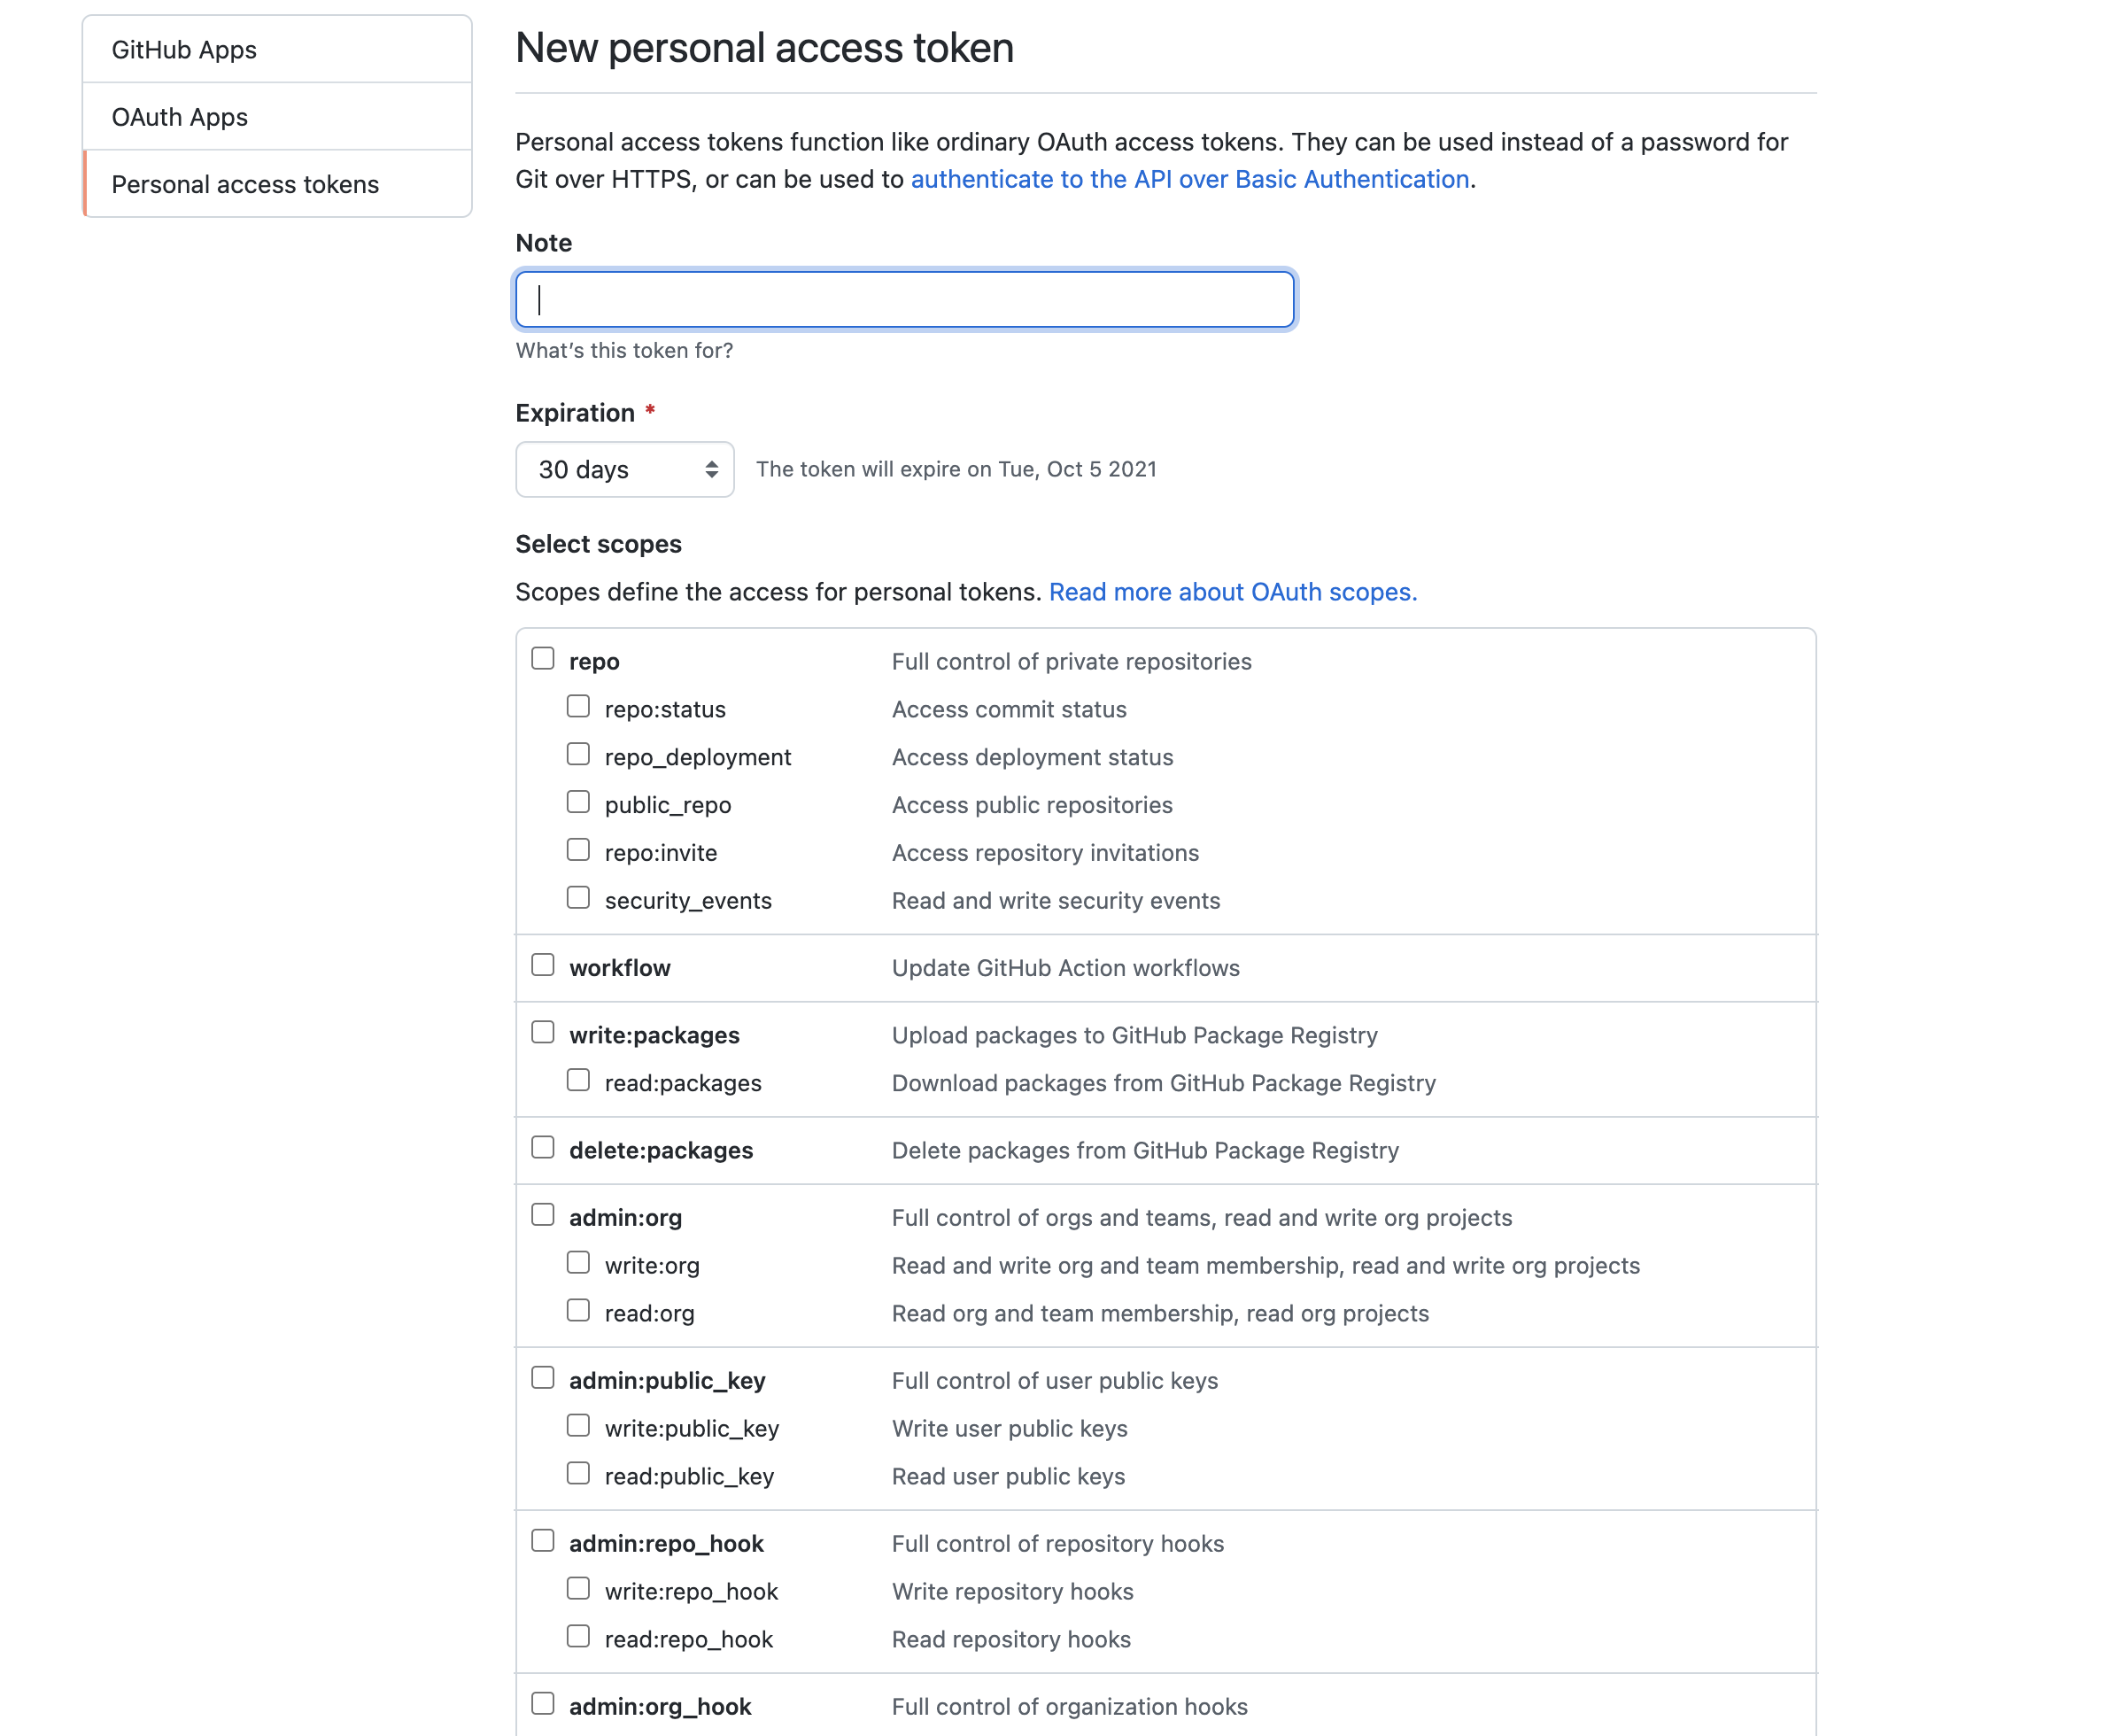 GitHub Apps
OAuth Apps
Personal access tokens
New personal access token
Personal access tokens function like ordinary OAuth access tokens. They can be used instead of a password for
Git over HTTPS, or can be used to authenticate to the API over Basic Authentication.
Note
What's this token for?
Expiration *
30 days The token will expire on Tue, Oct 5 2021
Select scopes
Scopes define the access for personal tokens. Read more about OAuth scopes.
repo Full control of private repositories
repo:status Access commit status
repo_deployment Access deployment status
public_repo Access public repositories
repo:invite Access repository invitations
security_events Read and write security events
workflow Update GitHub Action workflows
write:packages Upload packages to GitHub Package Registry
read:packages Download packages from GitHub Package Registry
delete:packages Delete packages from GitHub Package Registry
admin:org Full control of orgs and teams, read and write org projects
write:org Read and write org and team membership, read and write org projects
read:org Read org and team membership, read org projects
admin:public_key Full control of user public keys
write:public_key Write user public keys
read:public_key Read user public keys
admin:repo_hook Full control of repository hooks
write:repo_hook Write repository hooks
read:repo_hook Read repository hooks
admin:org_hook Full control of organization hooks